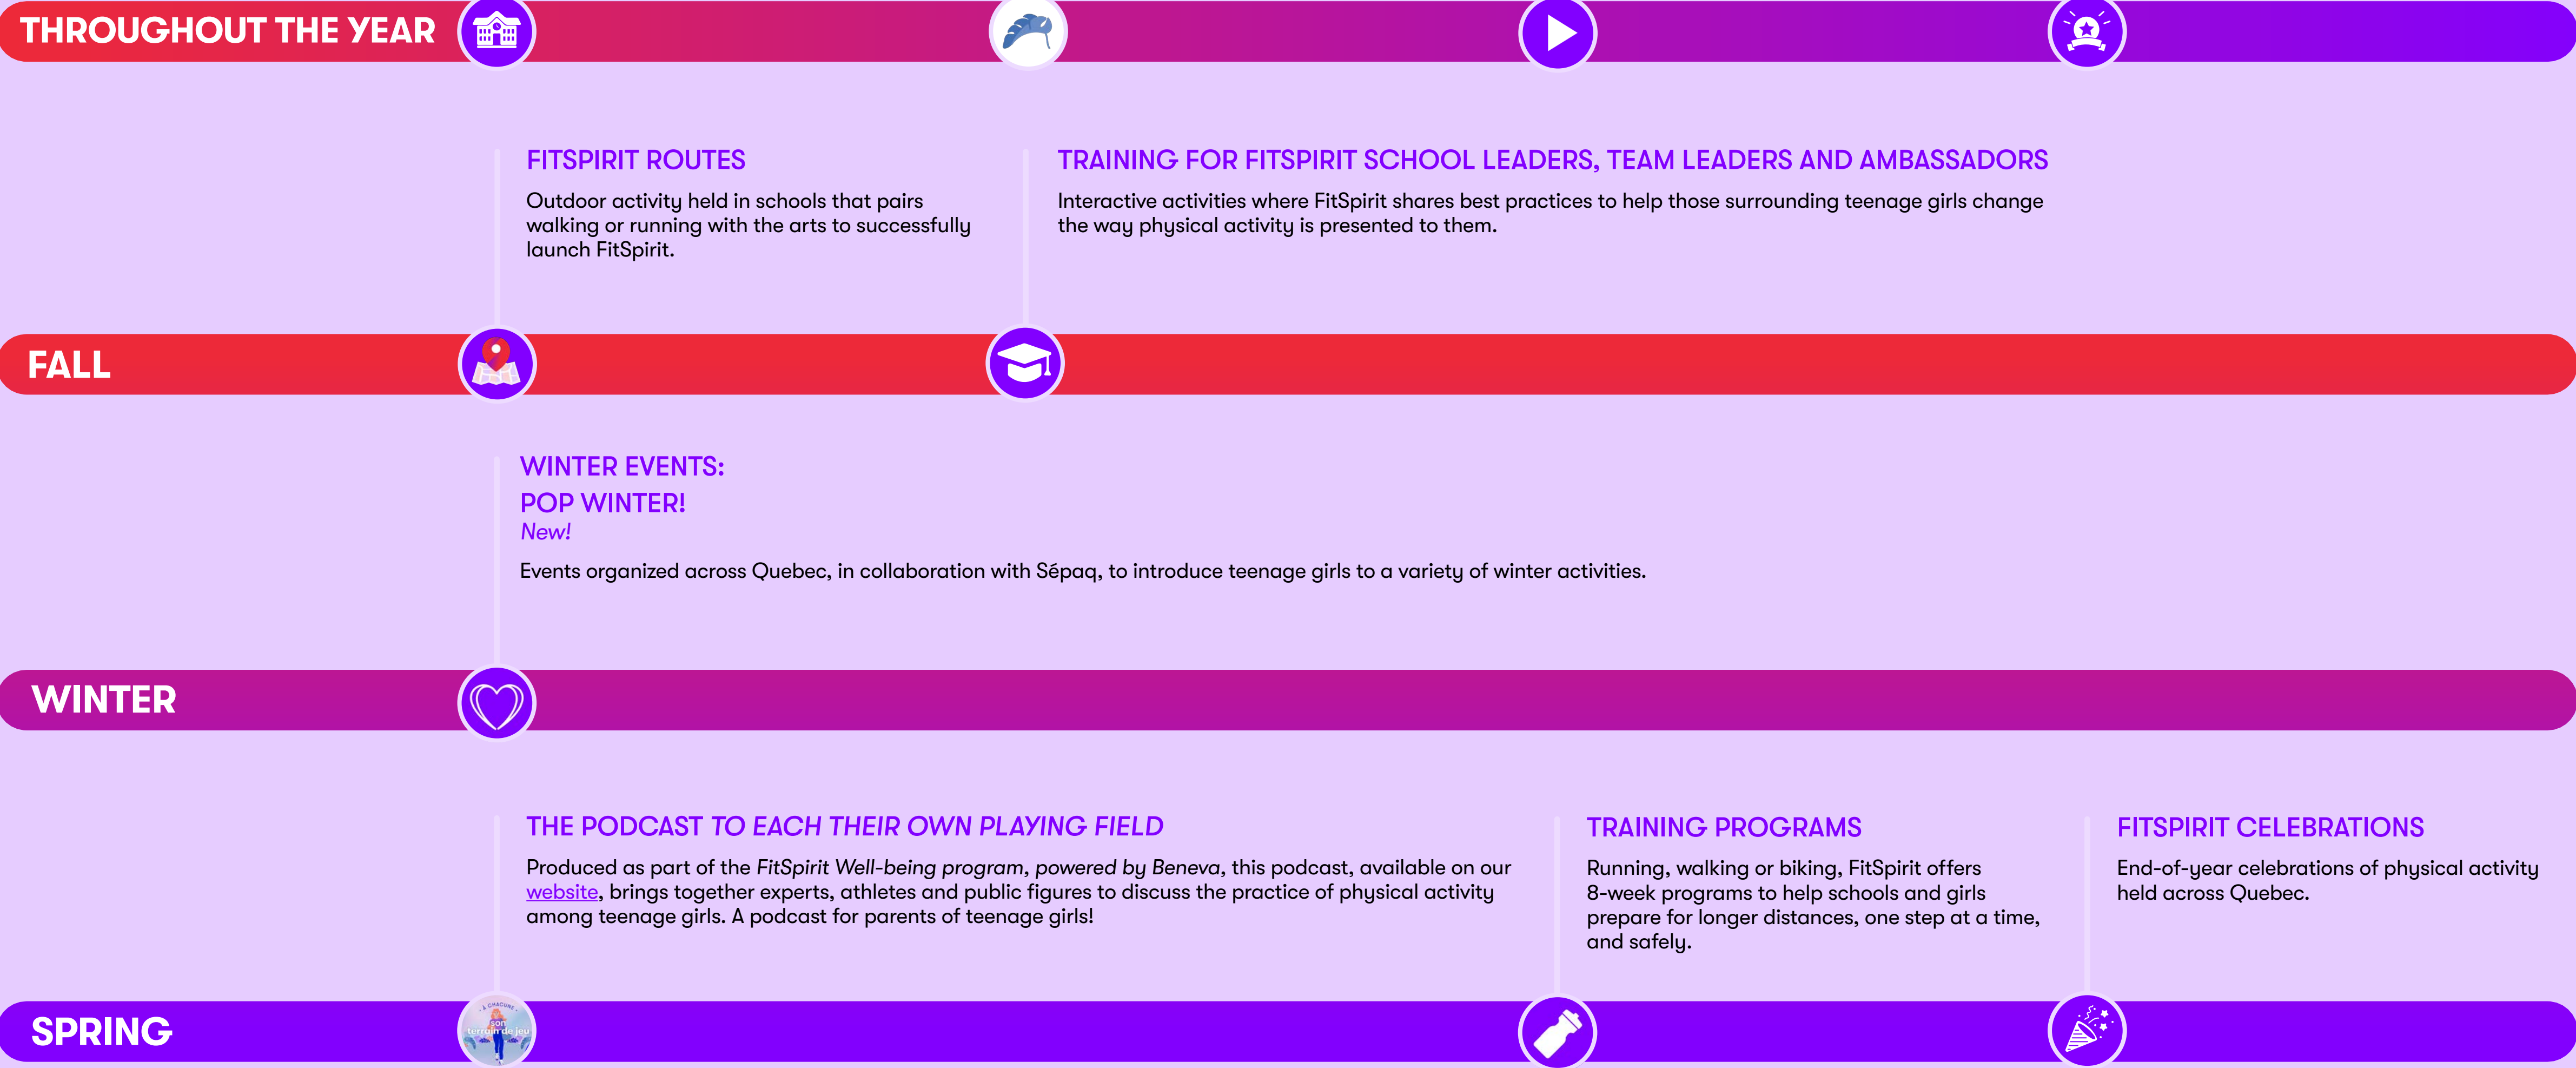 THROUGHOUT THE YEAR
FITSPIRIT ROUTES
Outdoor activity held in schools that pairs
walking or running with the arts to successfully
launch FitSpirit.
TRAINING FOR FITSPIRIT SCHOOL LEADERS, TEAM LEADERS AND AMBASSADORS
Interactive activities where FitSpirit shares best practices to help those surrounding teenage girls change
the way physical activity is presented to them.
FALL
WINTER EVENTS:
POP WINTER!
New!
Events organized across Quebec, in collaboration with Sépaq, to introduce teenage girls to a variety of winter activities.
WINTER
THE PODCAST TO EACH THEIR OWN PLAYING FIELD
Produced as part of the FitSpirit Well-being program, powered by Beneva, this podcast, available on our
website, brings together experts, athletes and public figures to discuss the practice of physical activity
among teenage girls. A podcast for parents of teenage girls!
TRAINING PROGRAMS
Running, walking or biking, FitSpirit offers
8-week programs to help schools and girls
prepare for longer distances, one step at a time,
and safely.
FITSPIRIT CELEBRATIONS
End-of-year celebrations of physical activity
held across Quebec.
SPRING
À CHACUNE
son
terrain de jeu